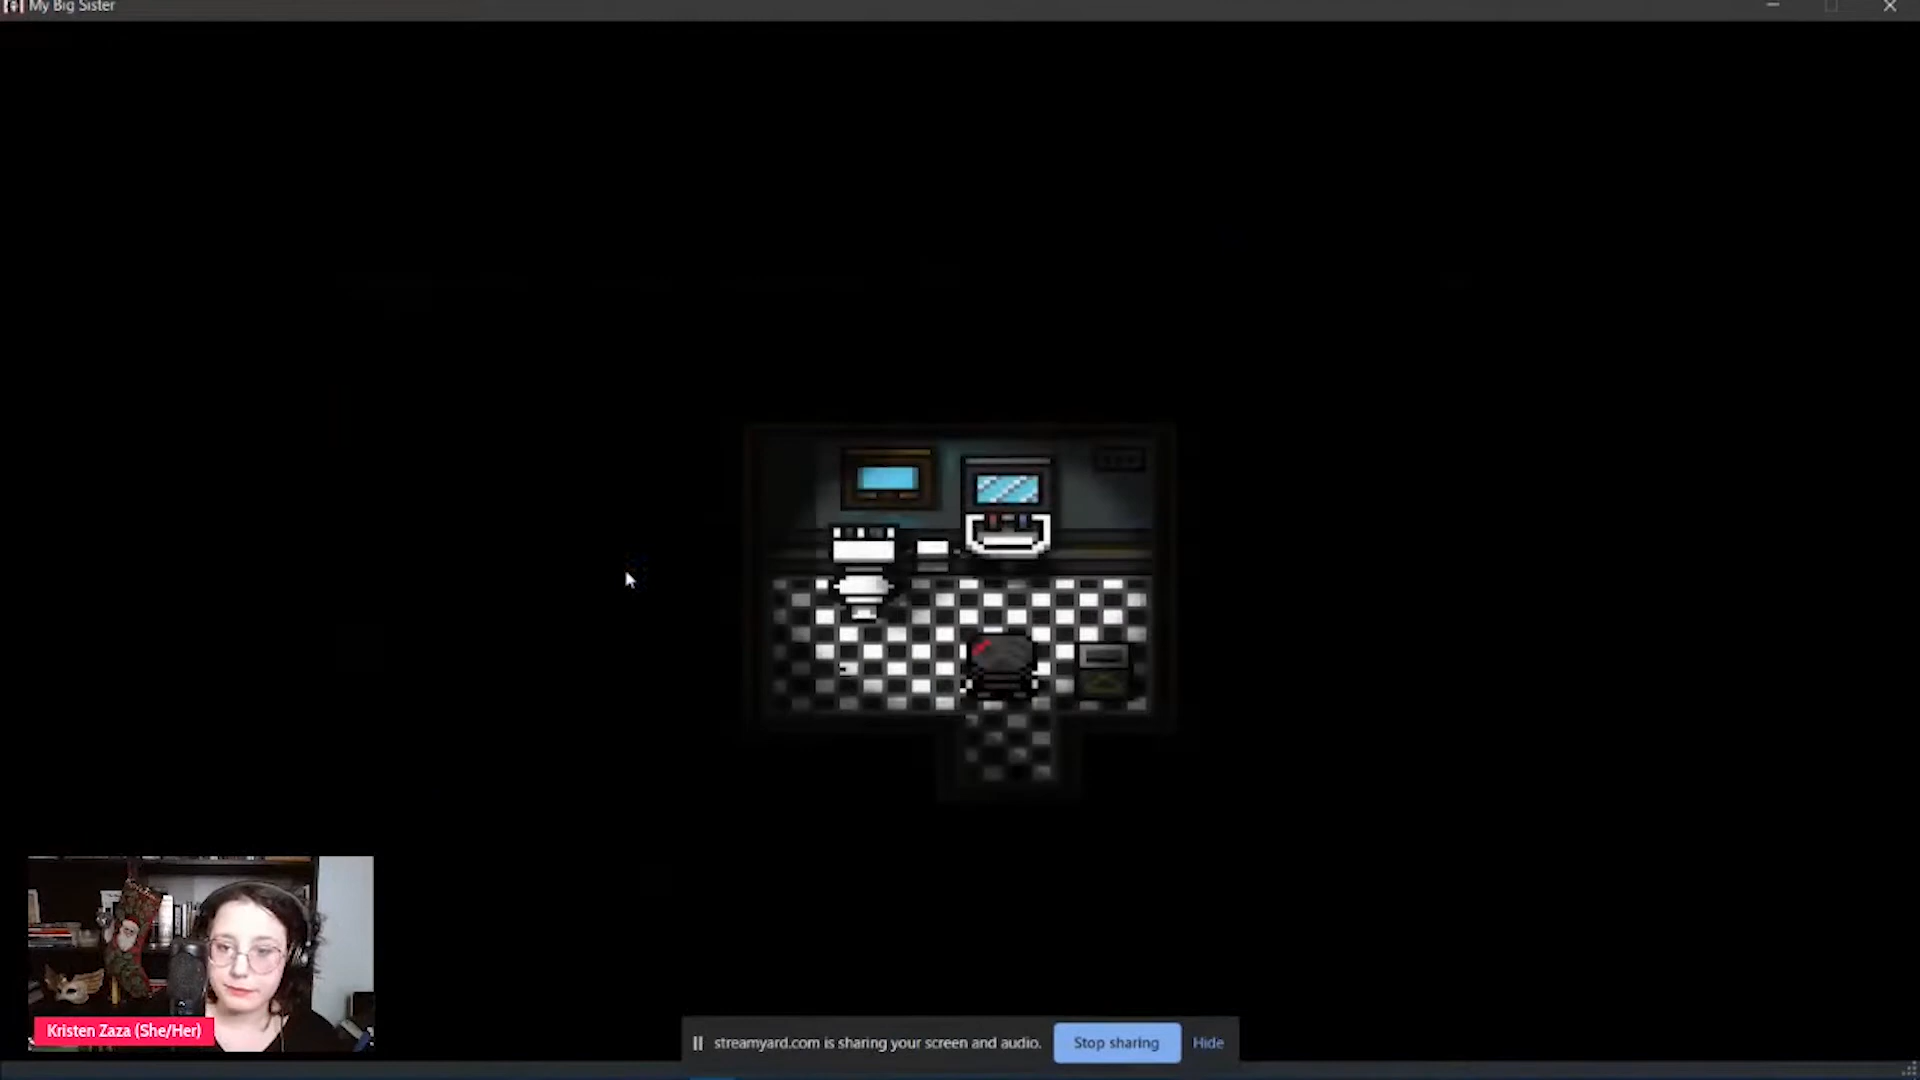 My Big Sister
Kristen Zaza (She/Her)
streamyard.com is sharing your screen and audio.
Stop sharing
Hide